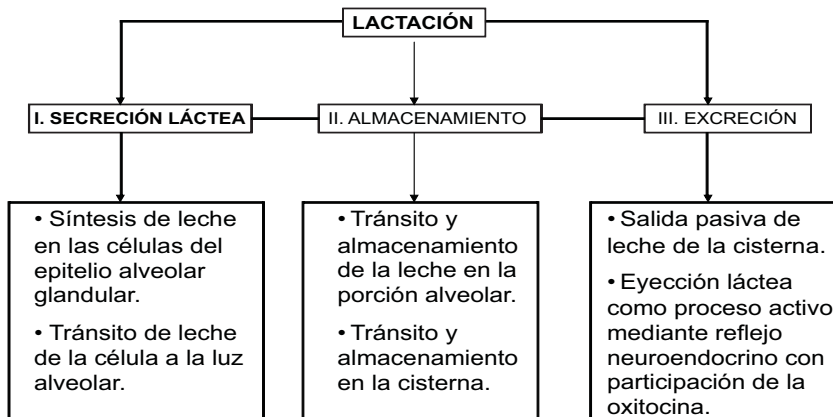 LACTACIÓN
I. SECRECIÓN LÁCTEA
II. ALMACENAMIENTO
III. EXCRECIÓN
• Síntesis de leche
en las células del
epitelio alveolar
glandular.
• Tránsito de leche
de la célula a la luz
alveolar.
• Tránsito y
almacenamiento
de la leche en la
porción alveolar.
• Tránsito y
almacenamiento
en la cisterna.
• Salida pasiva de
leche de la cisterna.
• Eyección láctea
como proceso activo
mediante reflejo
neuroendocrino con
participación de la
oxitocina.